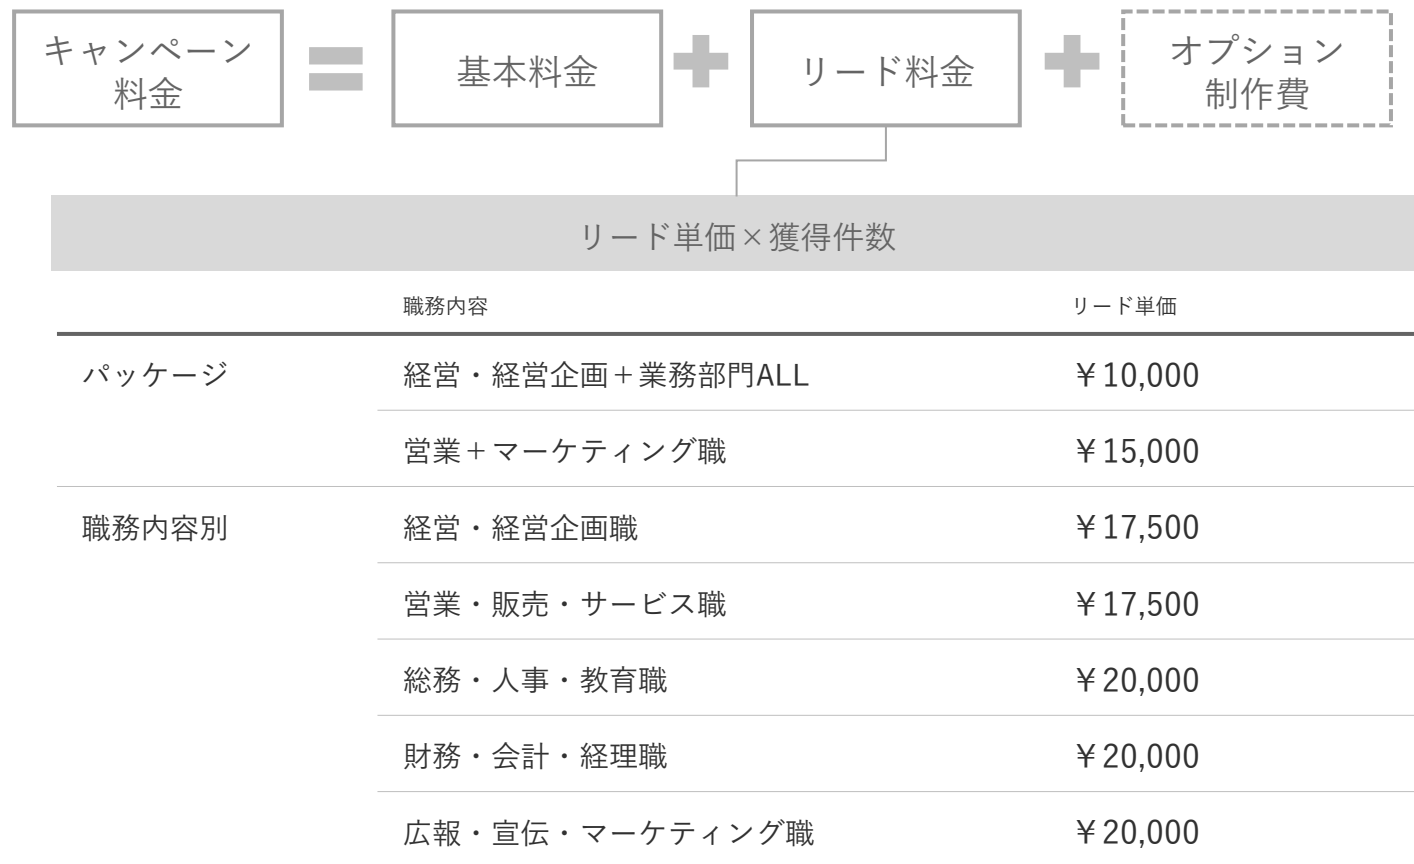 キャンペーン
料金
基本料金
リード料金
オプション
制作費
リード単価×獲得件数
職務内容 リード単価
パッケージ 経営・経営企画＋業務部門ALL ￥10,000
営業＋マーケティング職 ￥15,000
職務内容別 経営・経営企画職 ￥17,500
営業・販売・サービス職 ￥17,500
総務・人事・教育職 ￥20,000
財務・会計・経理職 ￥20,000
広報・宣伝・マーケティング職 ￥20,000